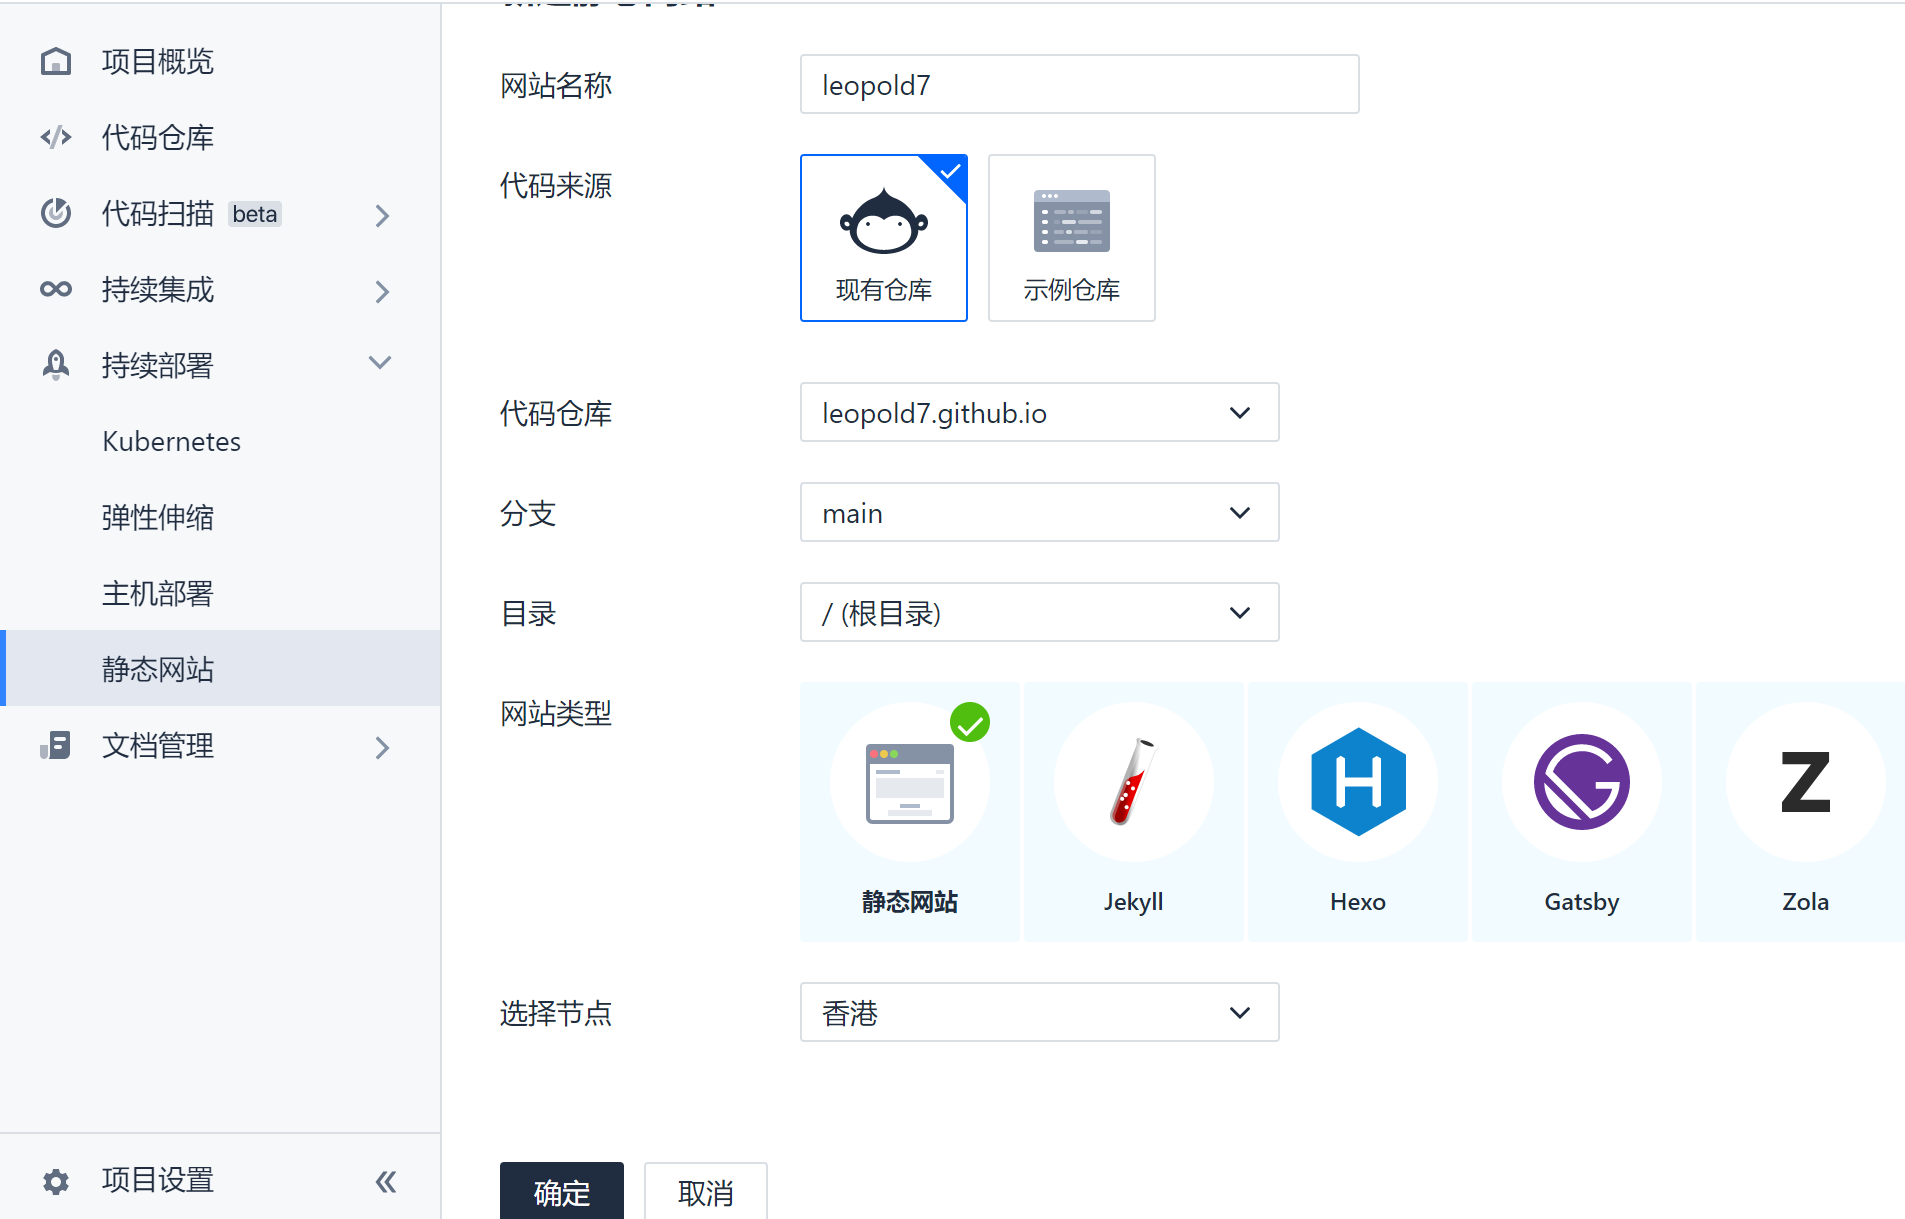 项目概览
代码仓库
代码扫描 beta
持续集成
持续部署
Kubernetes
弹性伸缩
主机部署
静态网站
文档管理
项目设置
网站名称
leopold7
代码来源
现有仓库
示例仓库
代码仓库
leopold7.github.io
分支
main
目录
/ (根目录)
网站类型
静态网站
Jekyll
Hexo
Gatsby
Zola
选择节点
香港
确定
取消